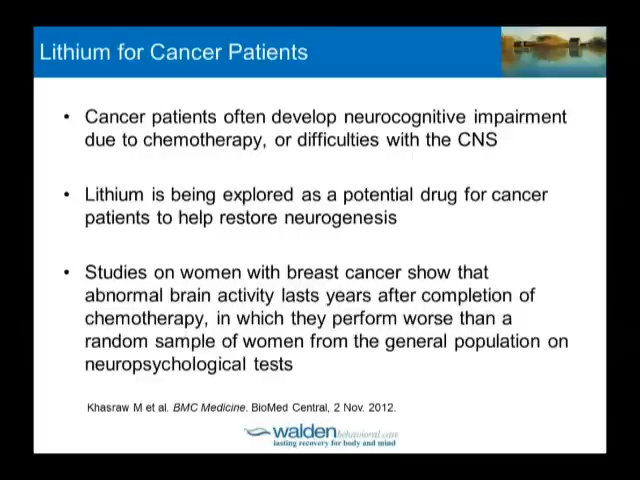 Lithium for Cancer Patients
• Cancer patients often develop neurocognitive impairment
due to chemotherapy, or difficulties with the CNS
• Lithium is being explored as a potential drug for cancer
patients to help restore neurogenesis
• Studies on women with breast cancer show that
abnormal brain activity lasts years after completion of
chemotherapy, in which they perform worse than a
random sample of women from the general population on
neuropsychological tests
Khasraw M et al. BMC Medicine. BioMed Central, 2 Nov. 2012.
walden behavioral care
lasting recovery for body and mind